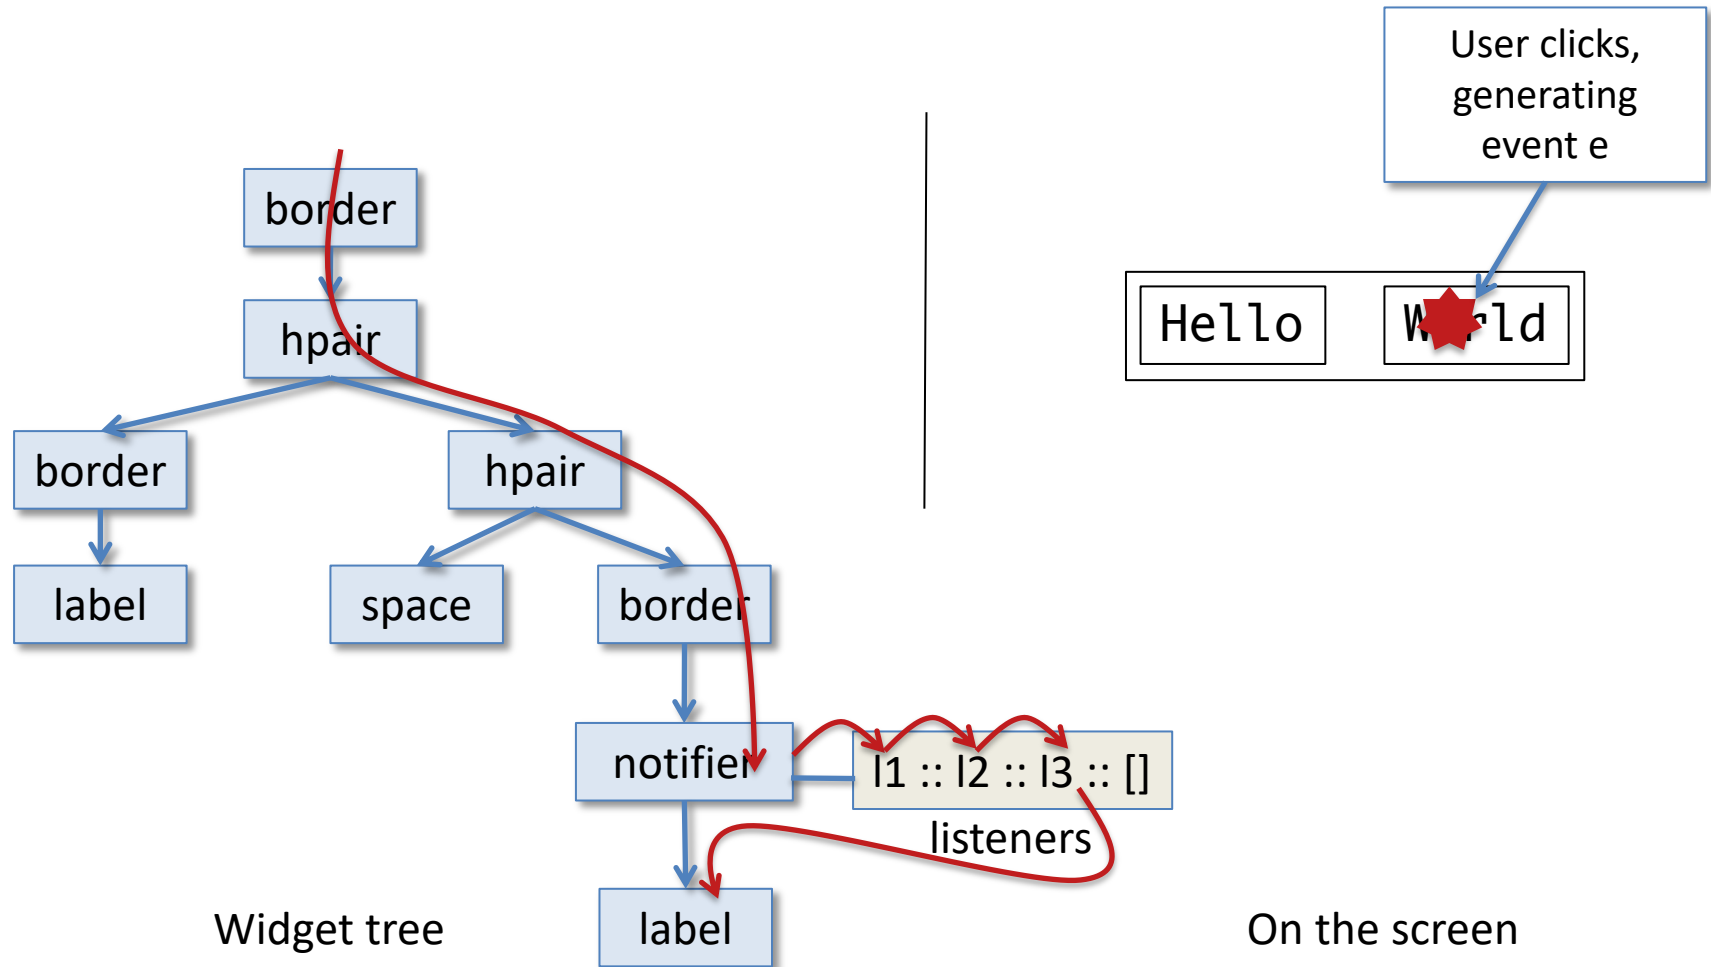 User clicks,
generating
event e
border
hpair
Hello
World
border
hpair
label
space
border
notifier
l1 :: l2 :: l3 :: []
listeners
label
Widget tree
On the screen